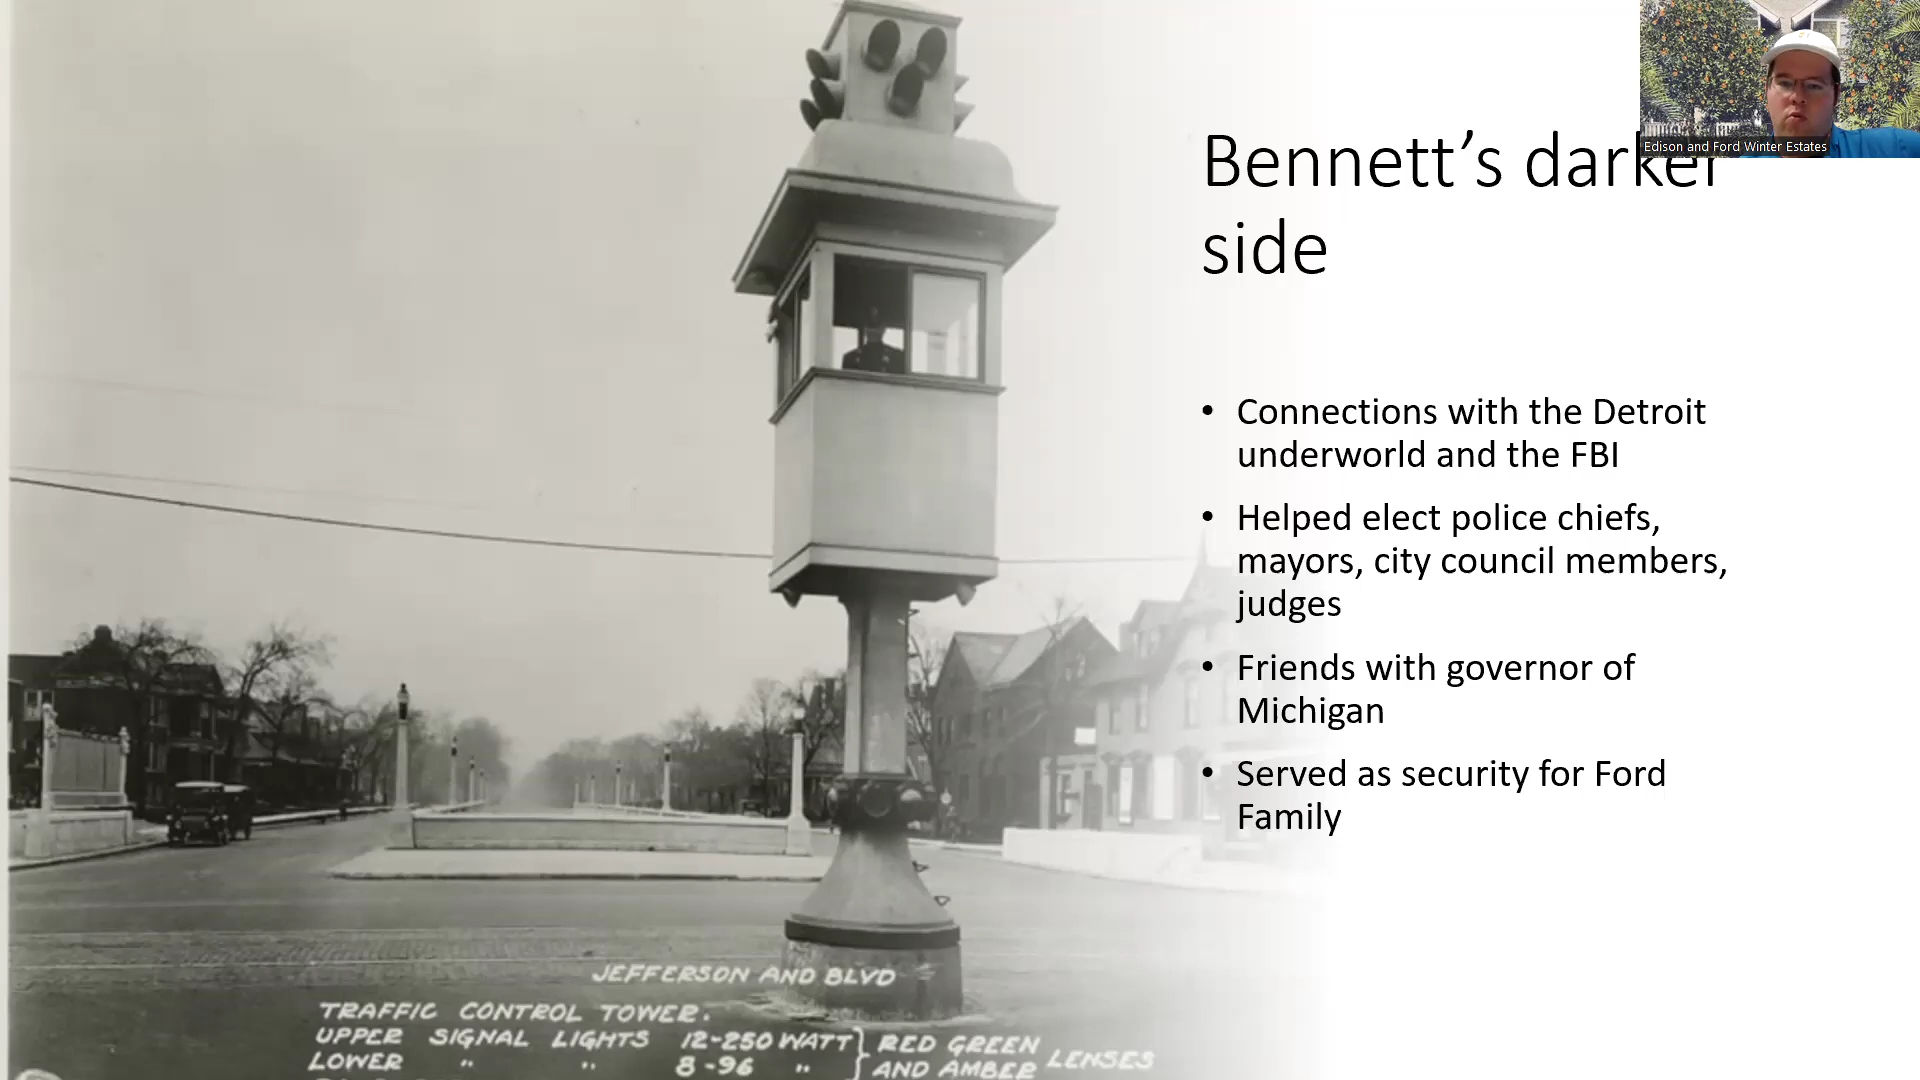 Edison and Ford Winter Estates
Bennett’s darker
side
• Connections with the Detroit
underworld and the FBI
• Helped elect police chiefs,
mayors, city council members,
judges
• Friends with governor of
Michigan
• Served as security for Ford
Family
JEFFERSON AND BLVD
TRAFFIC CONTROL TOWER.
UPPER SIGNAL LIGHTS 12-250 WATT } RED GREEN LENSES
LOWER " " 8-96 " } AND AMBER